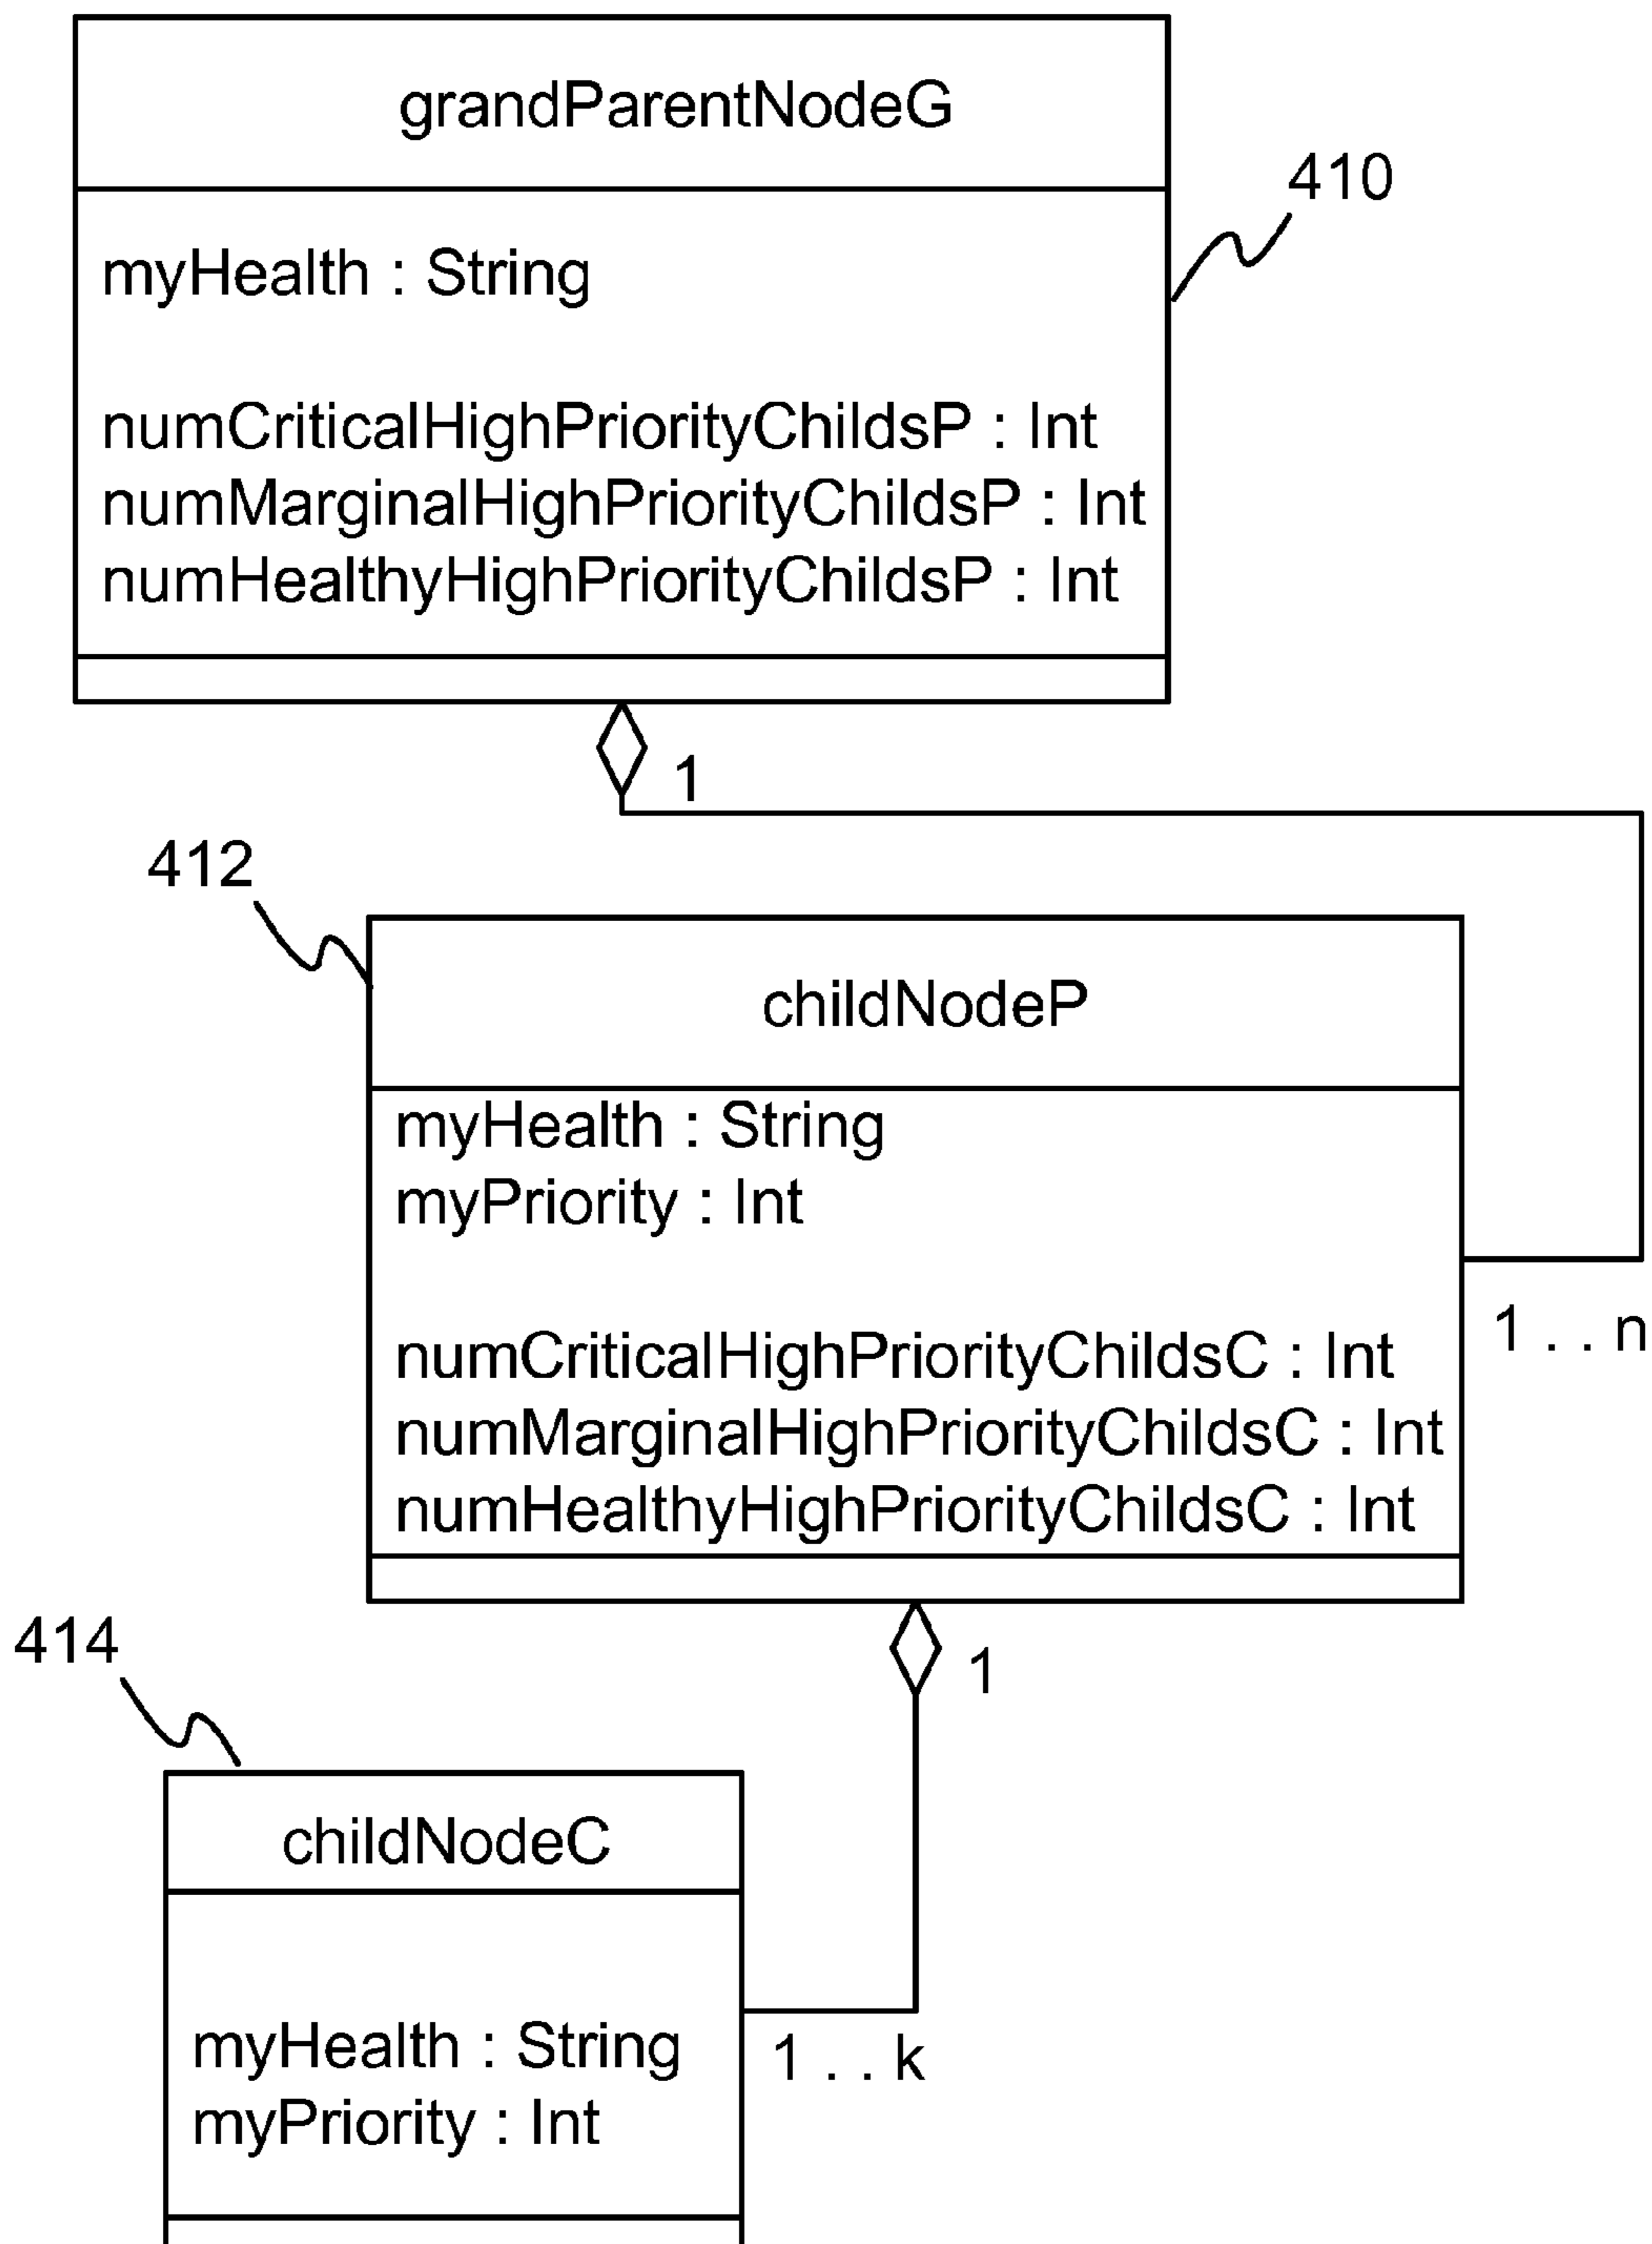 grandParentNodeG
410
myHealth : String
numCriticalHighPriorityChildsP : Int
numMarginalHighPriorityChildsP : Int
numHealthyHighPriorityChildsP : Int
1
412
childNodeP
myHealth : String
myPriority : Int
1 . . n
numCriticalHighPriorityChildsC : Int
numMarginalHighPriorityChildsC : Int
numHealthyHighPriorityChildsC : Int
414
1
childNodeC
myHealth : String
1 . . k
myPriority : Int